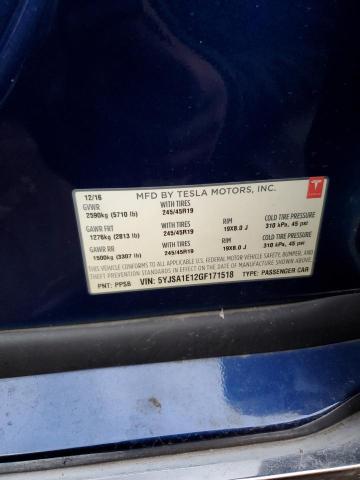 12/16 MFD BY TESLA MOTORS, INC.
GVWR WITH TIRES
2590kg (5710 lb) 245/45R19
GAWR FRT WITH TIRES RIM COLD TIRE PRESSURE
1276kg (2813 lb) 245/45R19 19X8.0 J 310 kPA, 45 psi
GAWR RR WITH TIRES RIM COLD TIRE PRESSURE
1500kg (3307 lb) 245/45R19 19X8.0 J 310 kPA, 45 psi
THIS VEHICLE CONFORMS TO ALL APPLICABLE
U.S. FEDERAL MOTOR VEHICLE SAFETY, BUMPER,
AND THEFT PREVENTION STANDARDS IN EFFECT ON
THE DATE OF MANUFACTURE SHOWN ABOVE.
PNT: PPSB VIN: 5YJSA1E12GF171518 TYPE: PASSENGER CAR